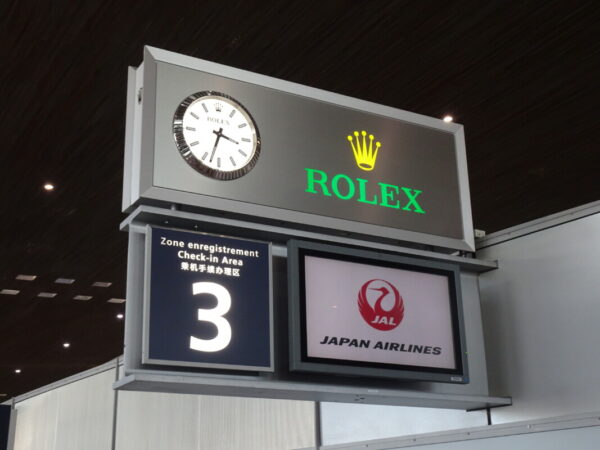 ROLEX
ROLEX
Zone enregistrement
Check-in Area
乘机手续办理区
3
JAL
JAPAN AIRLINES